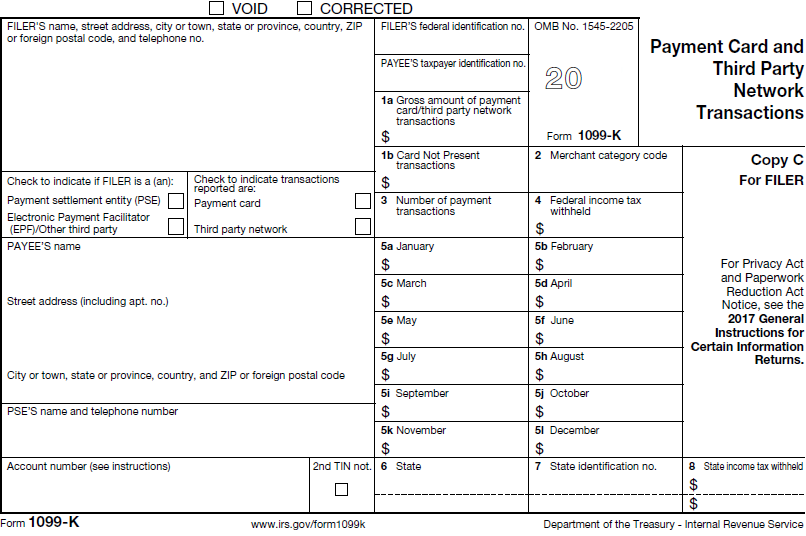 VOID CORRECTED
FILER'S name, street address, city or town, state or province, country, ZIP
or foreign postal code, and telephone no.
FILER'S federal identification no.
OMB No. 1545-2205
PAYEE'S taxpayer identification no.
20
Form 1099-K
Payment Card and
Third Party
Network
Transactions
1a Gross amount of payment
card/third party network
transactions
$
1b Card Not Present
transactions
$
2 Merchant category code
Copy C
For FILER
Check to indicate if FILER is a (an):
Payment settlement entity (PSE)
Electronic Payment Facilitator
(EPF)/Other third party
Check to indicate transactions
reported are:
Payment card
Third party network
3 Number of payment
transactions
4 Federal income tax
withheld
$
PAYEE'S name
Street address (including apt. no.)
City or town, state or province, country, and ZIP or foreign postal code
PSE'S name and telephone number
5a January
$
5b February
$
5c March
$
5d April
$
5e May
$
5f June
$
5g July
$
5h August
$
5i September
$
5j October
$
5k November
$
5l December
$
For Privacy Act
and Paperwork
Reduction Act
Notice, see the
2017 General
Instructions for
Certain Information
Returns.
Account number (see instructions)
2nd TIN not.
6 State
7 State identification no.
8 State income tax withheld
$
$
Form 1099-K
www.irs.gov/form1099k
Department of the Treasury - Internal Revenue Service